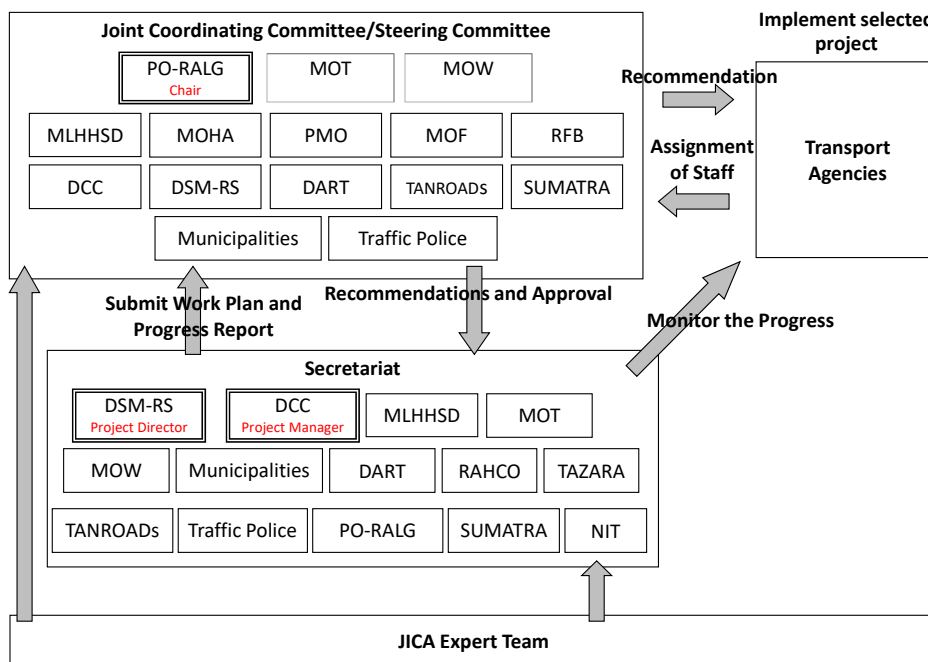 Joint Coordinating Committee/Steering Committee
Implement selected
project
PO-RALG
Chair
MOT
MOW
Recommendation
MLHHSD
MOHA
PMO
MOF
RFB
Assignment
of Staff
Transport
Agencies
DCC
DSM-RS
DART
TANROADs
SUMATRA
Municipalities
Traffic Police
Submit Work Plan and
Progress Report
Recommendations and Approval
Monitor the Progress
Secretariat
DSM-RS
Project Director
DCC
Project Manager
MLHHSD
MOT
MOW
Municipalities
DART
RAHCO
TAZARA
TANROADs
Traffic Police
PO-RALG
SUMATRA
NIT
JICA Expert Team